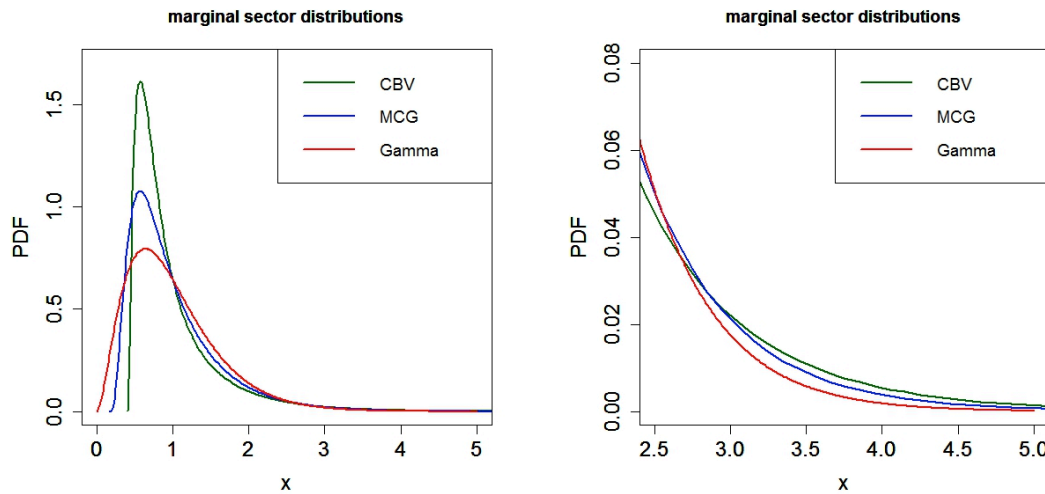 marginal sector distributions
PDF
0.0
0.5
1.0
1.5
CBV
MCG
Gamma
0
1
2
3
4
5
x
marginal sector distributions
PDF
0.00
0.02
0.04
0.06
0.08
CBV
MCG
Gamma
2.5
3.0
3.5
4.0
4.5
5.0
x